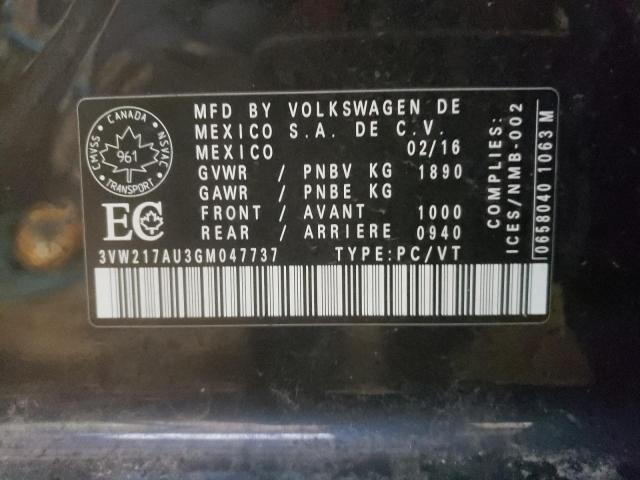 MFD BY VOLKSWAGEN DE
MEXICO S.A. DE C.V.
MEXICO 02/16
GVWR / PNBV KG 1890
GAWR / PNBE KG
FRONT / AVANT 1000
REAR / ARRIERE 0940
3VW217AU3GM047737 TYPE:PC/VT
CANADA
CMVSS
NSVAC
961
TRANSPORT
EC
COMPLIES:
ICES/NMB-002
0658040 1063 M